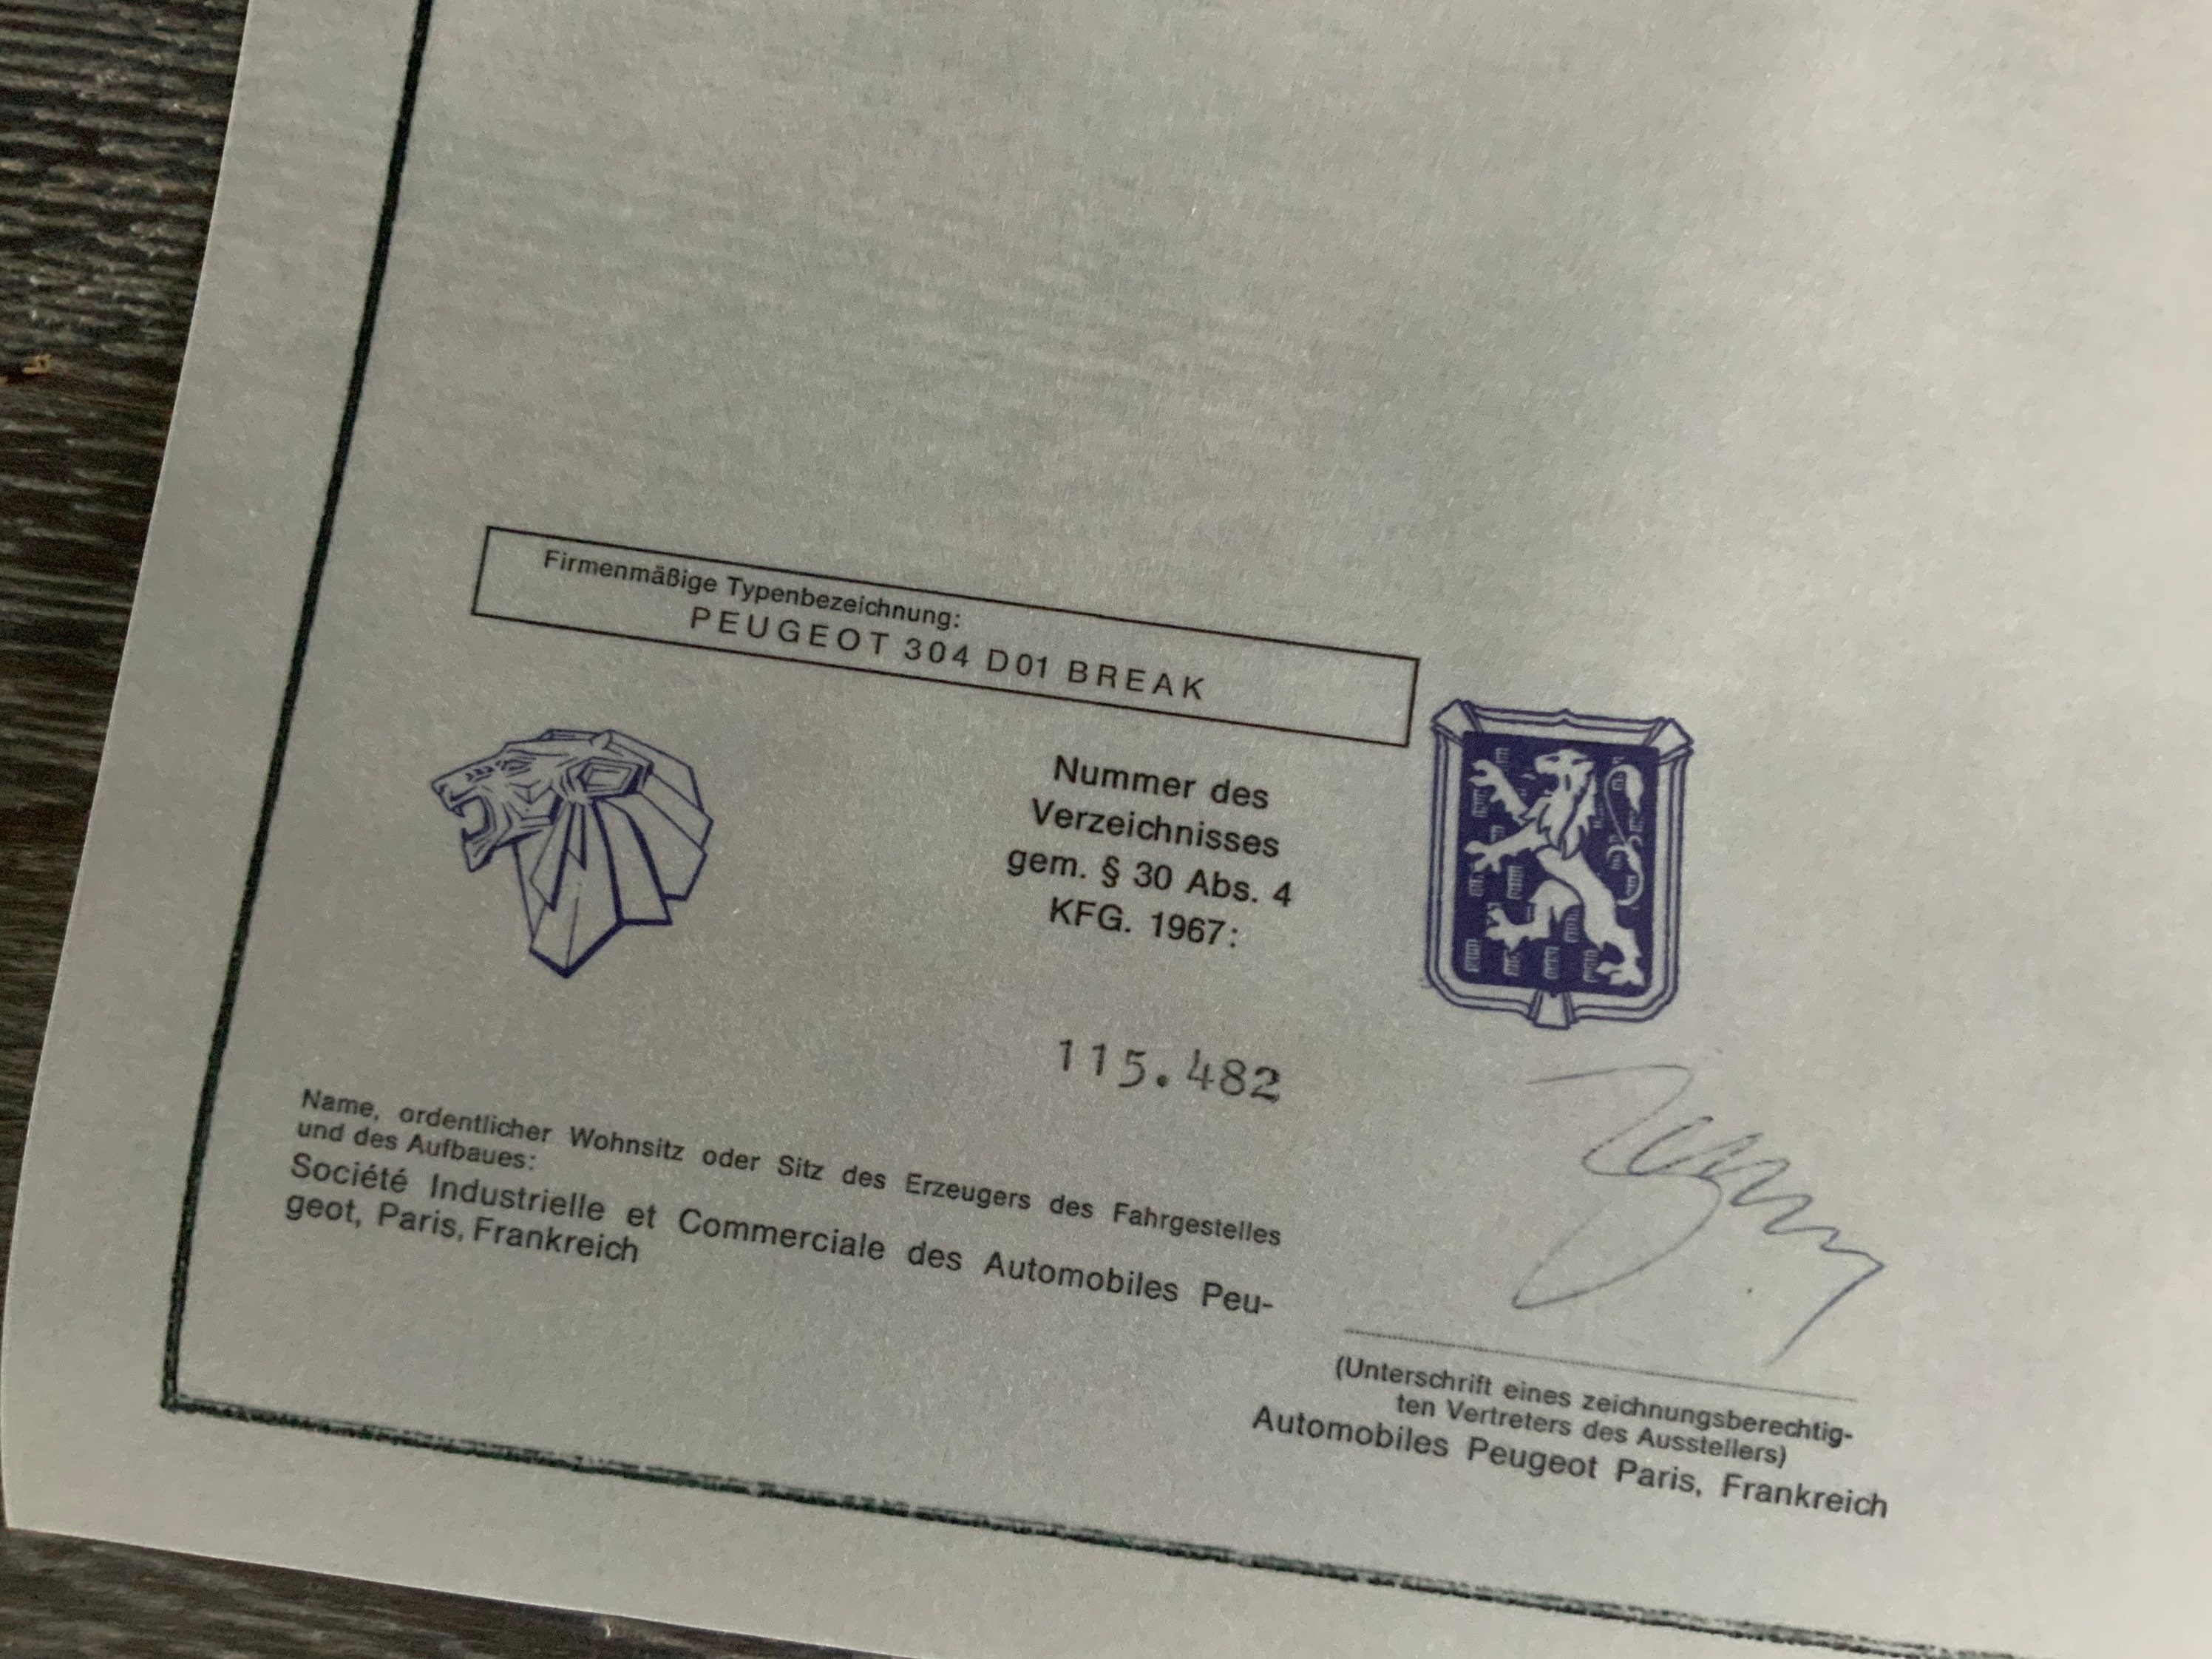 Firmenmäßige Typenbezeichnung:
PEUGEOT 304 D01 BREAK
Nummer des
Verzeichnisses
gem. § 30 Abs. 4
KFG. 1967:
115.482
Name, ordentlicher Wohnsitz oder Sitz des Erzeugers des Fahrgestelles
und des Aufbaues:
Société Industrielle et Commerciale des Automobiles Peu-
geot, Paris, Frankreich
(Unterschrift eines zeichnungsberechtig-
ten Vertreters des Ausstellers)
Automobiles Peugeot Paris, Frankreich